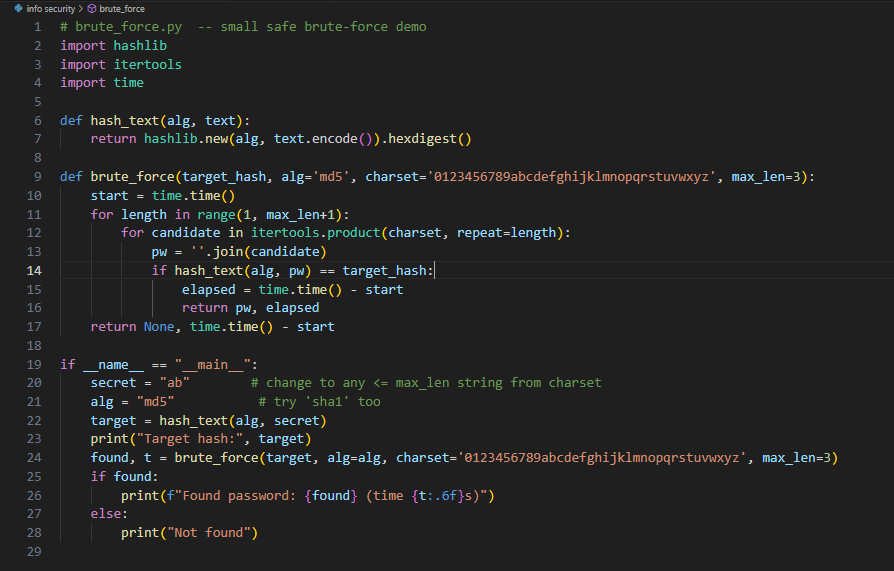 info security > brute_force
1 # brute_force.py  -- small safe brute-force demo
2 import hashlib
3 import itertools
4 import time
5
6 def hash_text(alg, text):
7     return hashlib.new(alg, text.encode()).hexdigest()
8
9 def brute_force(target_hash, alg='md5', charset='0123456789abcdefghijklmnopqrstuvwxyz', max_len=3):
10     start = time.time()
11     for length in range(1, max_len+1):
12         for candidate in itertools.product(charset, repeat=length):
13             pw = ''.join(candidate)
14             if hash_text(alg, pw) == target_hash:
15                 elapsed = time.time() - start
16                 return pw, elapsed
17     return None, time.time() - start
18
19 if __name__ == "__main__":
20     secret = "ab"        # change to any <= max_len string from charset
21     alg = "md5"           # try 'sha1' too
22     target = hash_text(alg, secret)
23     print("Target hash:", target)
24     found, t = brute_force(target, alg=alg, charset='0123456789abcdefghijklmnopqrstuvwxyz', max_len=3)
25     if found:
26         print(f"Found password: {found} (time {t:.6f}s)")
27     else:
28         print("Not found")
29